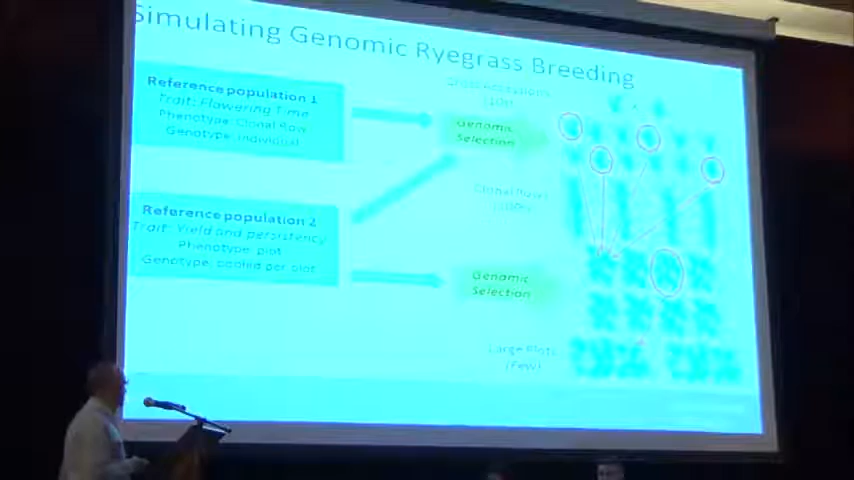 Simulating Genomic Ryegrass Breeding
Reference population 1
Trait: Flowering Time
Phenotype: Clonal Row
Genotype: Individual
Genomic
Selection
Reference population 2
Trait: Yield and persistency
Phenotype: plot
Genotype: pooled per plot
Genomic
Selection
Large Plots
(Few)